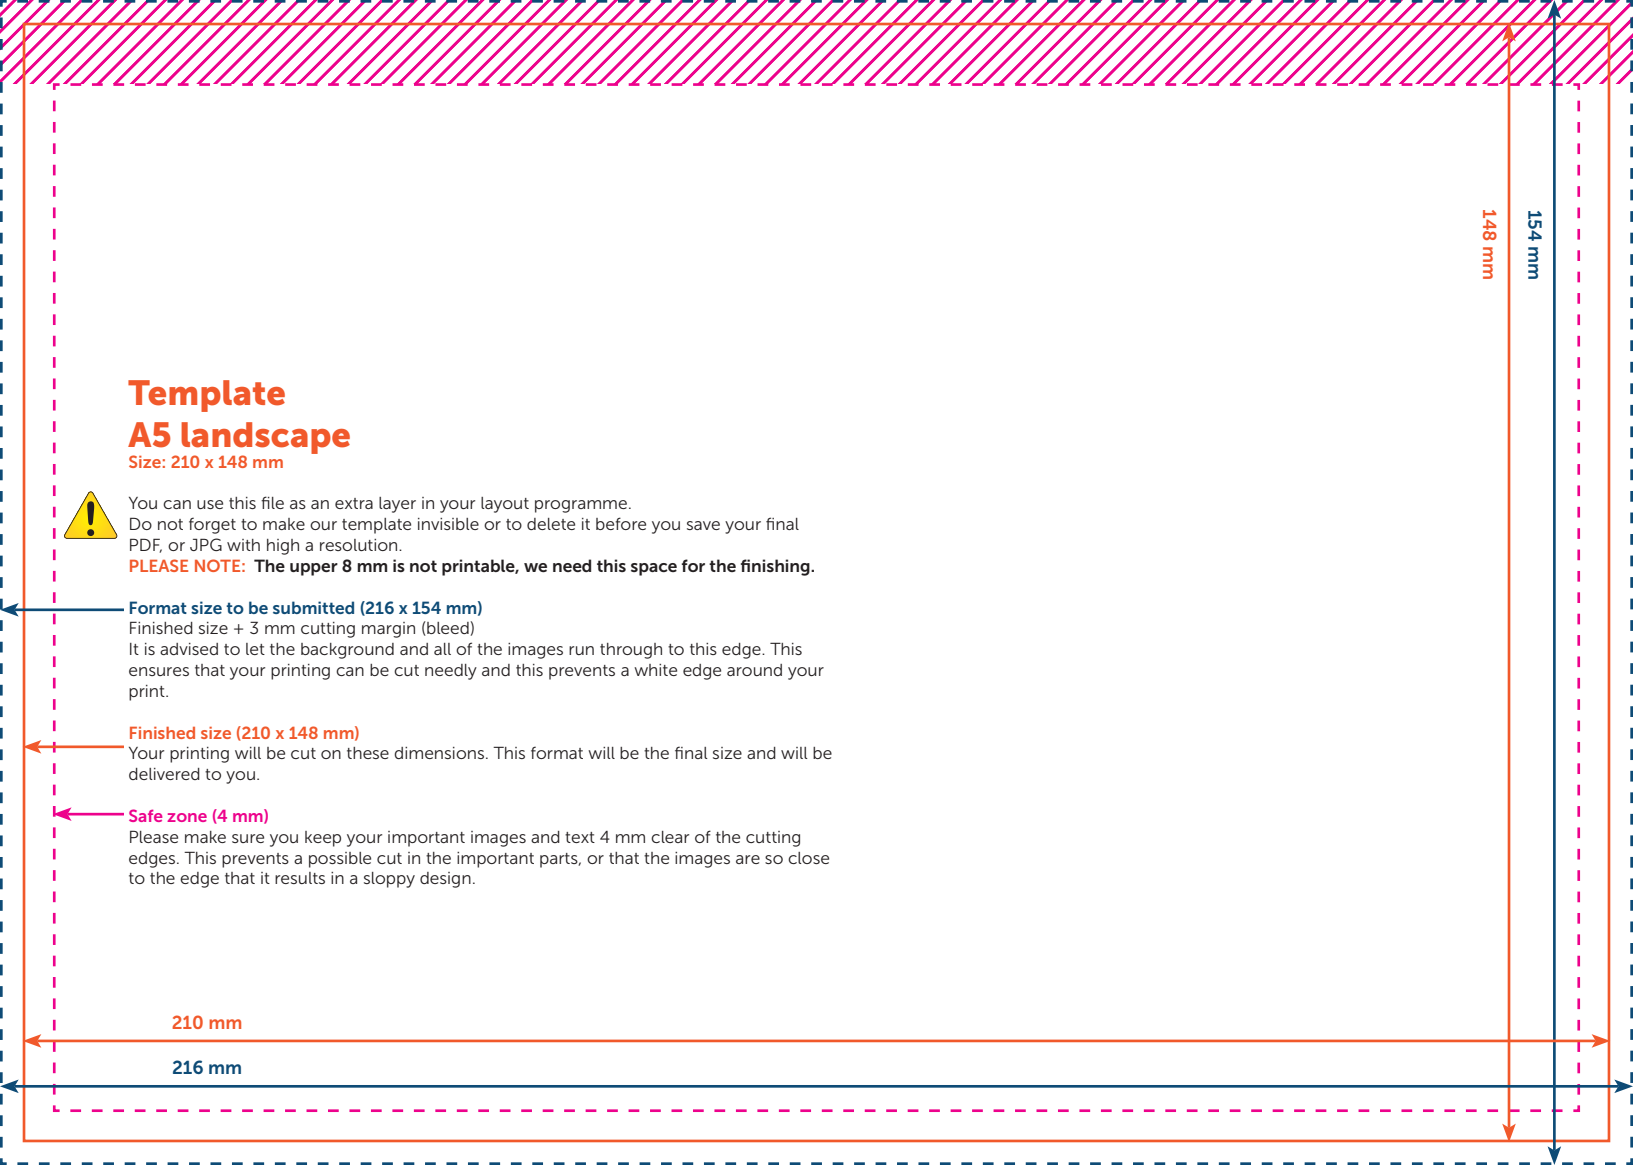 148 mm
154 mm
Template
A5 landscape
Size: 210 x 148 mm
You can use this file as an extra layer in your layout programme.
Do not forget to make our template invisible or to delete it before you save your final
PDF, or JPG with high a resolution.
PLEASE NOTE: The upper 8 mm is not printable, we need this space for the finishing.
Format size to be submitted (216 x 154 mm)
Finished size + 3 mm cutting margin (bleed)
It is advised to let the background and all of the images run through to this edge. This
ensures that your printing can be cut needly and this prevents a white edge around your
print.
Finished size (210 x 148 mm)
Your printing will be cut on these dimensions. This format will be the final size and will be
delivered to you.
Safe zone (4 mm)
Please make sure you keep your important images and text 4 mm clear of the cutting
edges. This prevents a possible cut in the important parts, or that the images are so close
to the edge that it results in a sloppy design.
210 mm
216 mm